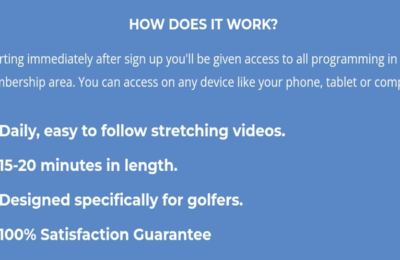 HOW DOES IT WORK?
rting immediately after sign up you'll be given access to all programming in
mbership area. You can access on any device like your phone, tablet or comp
Daily, easy to follow stretching videos.
15-20 minutes in length.
Designed specifically for golfers.
100% Satisfaction Guarantee